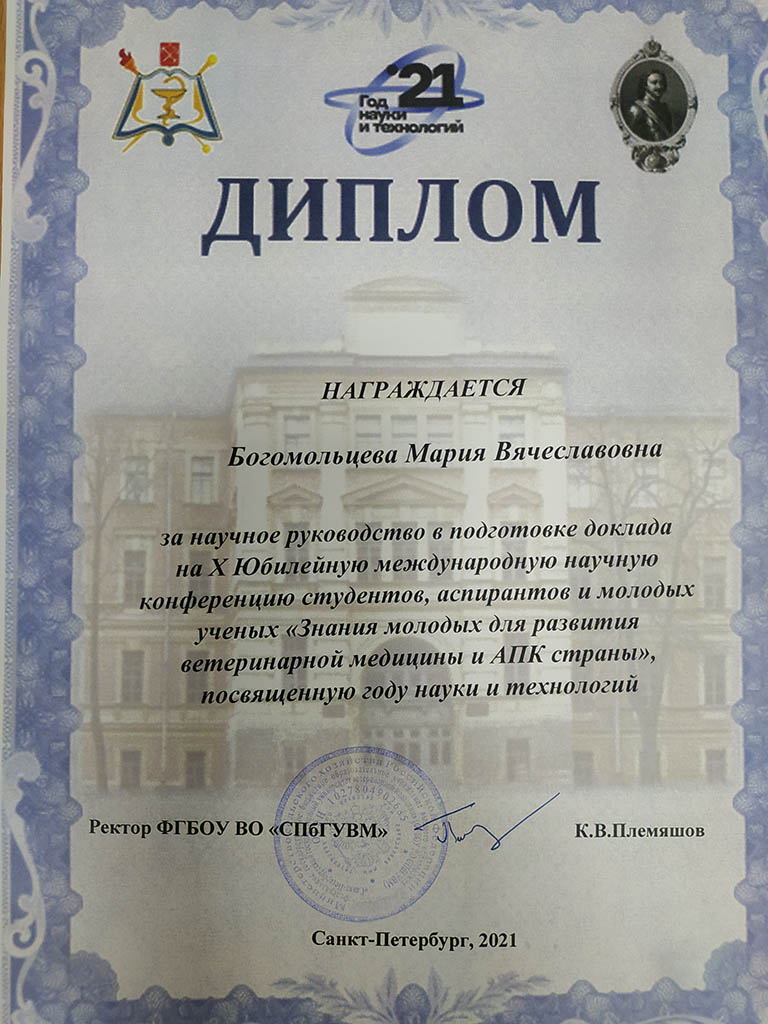 '21
Год
науки
и технологий
ДИПЛОМ
НАГРАЖДАЕТСЯ
Богомольцева Мария Вячеславовна
за научное руководство в подготовке доклада
на X Юбилейную международную научную
конференцию студентов, аспирантов и молодых
ученых «Знания молодых для развития
ветеринарной медицины и АПК страны»,
посвященную году науки и технологий
Ректор ФГБОУ ВО «СПбГУВМ»
К.В.Племяшов
Санкт-Петербург, 2021